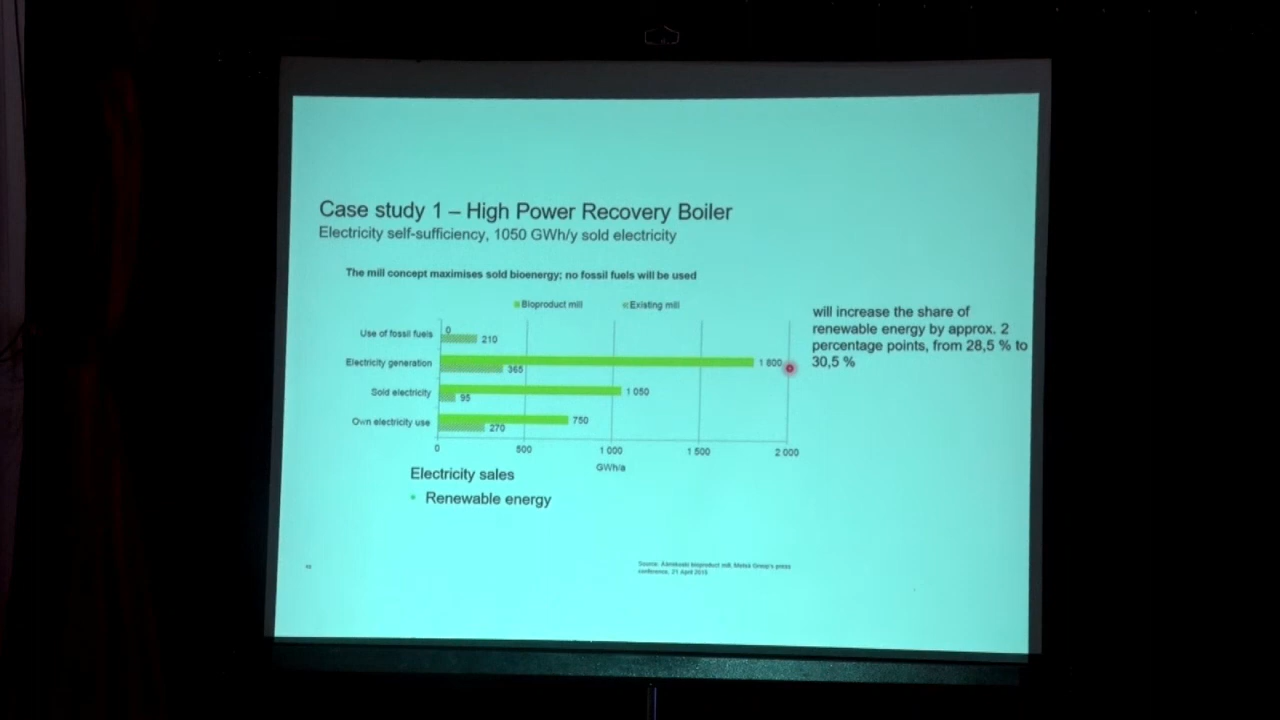 Case study 1 – High Power Recovery Boiler
Electricity self-sufficiency, 1050 GWh/y sold electricity
The mill concept maximises sold bioenergy; no fossil fuels will be used
Bioproduct mill
Existing mill
Use of fossil fuels
0
210
Electricity generation
1 800
365
Sold electricity
1 050
95
Own electricity use
750
270
0
500
1 000
1 500
2 000
GWh/a
will increase the share of
renewable energy by approx. 2
percentage points, from 28,5 % to
30,5 %
Electricity sales
• Renewable energy
Source: Äänekoski bioproduct mill, Metsä Group's press
conference, 21 April 2015